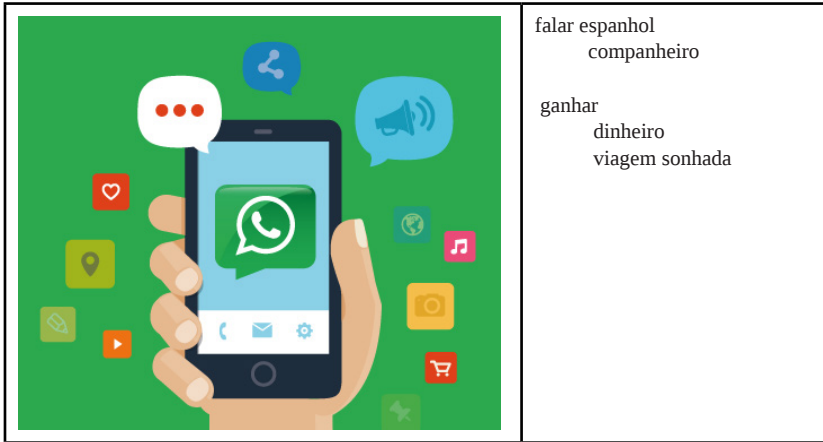 falar espanhol
companheiro
ganhar
dinheiro
viagem sonhada